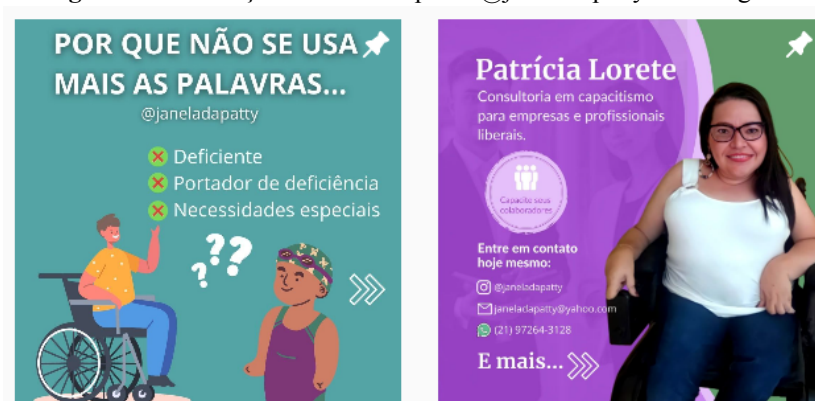 POR QUE NÃO SE USA
MAIS AS PALAVRAS...
@janeladapatty
Deficiente
Portador de deficiência
Necessidades especiais
???
Patrícia Lorete
Consultoria em capacitismo
para empresas e profissionais
liberais.
Capacite seus
colaboradores
Entre em contato
hoje mesmo:
@janeladapatty
janeladapatty@yahoo.com
(21) 97264-3128
E mais...